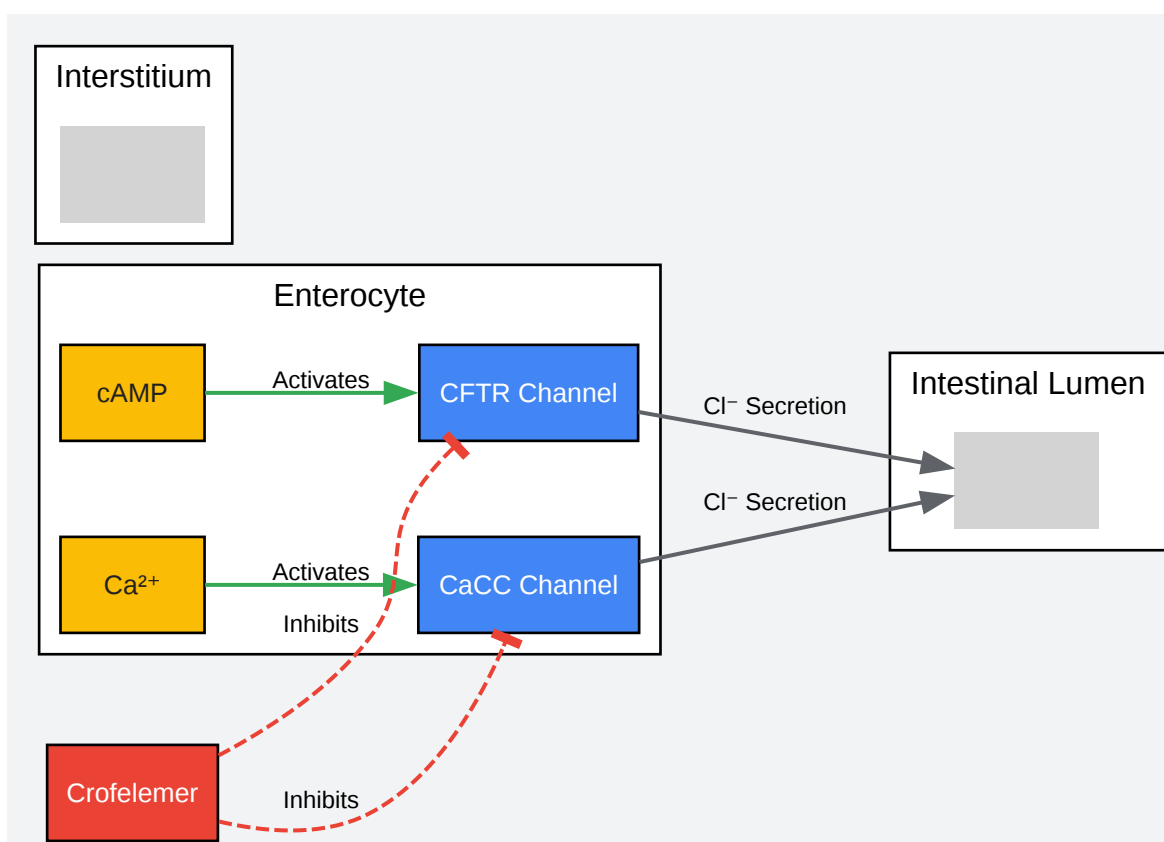 Interstitium
Enterocyte
cAMP
Activates
CFTR Channel
Cl⁻ Secretion
Intestinal Lumen
Cl⁻ Secretion
Ca²⁺
Activates
CaCC Channel
Inhibits
Crofelemer
Inhibits